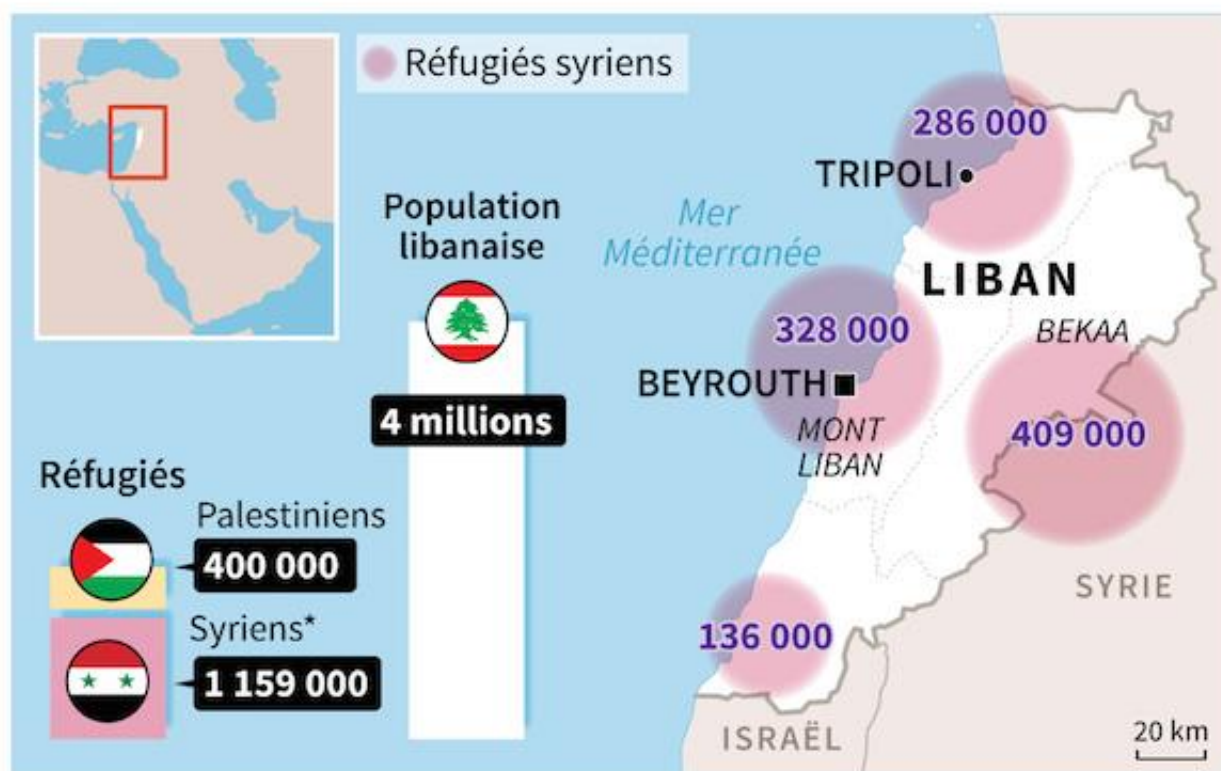 Réfugiés syriens
286 000
TRIPOLI
Population
libanaise
Mer
Méditerranée
LIBAN
328 000
BEKAA
BEYROUTH
4 millions
MONT
LIBAN
409 000
Réfugiés
Palestiniens
400 000
SYRIE
Syriens*
136 000
1 159 000
ISRAËL
20 km